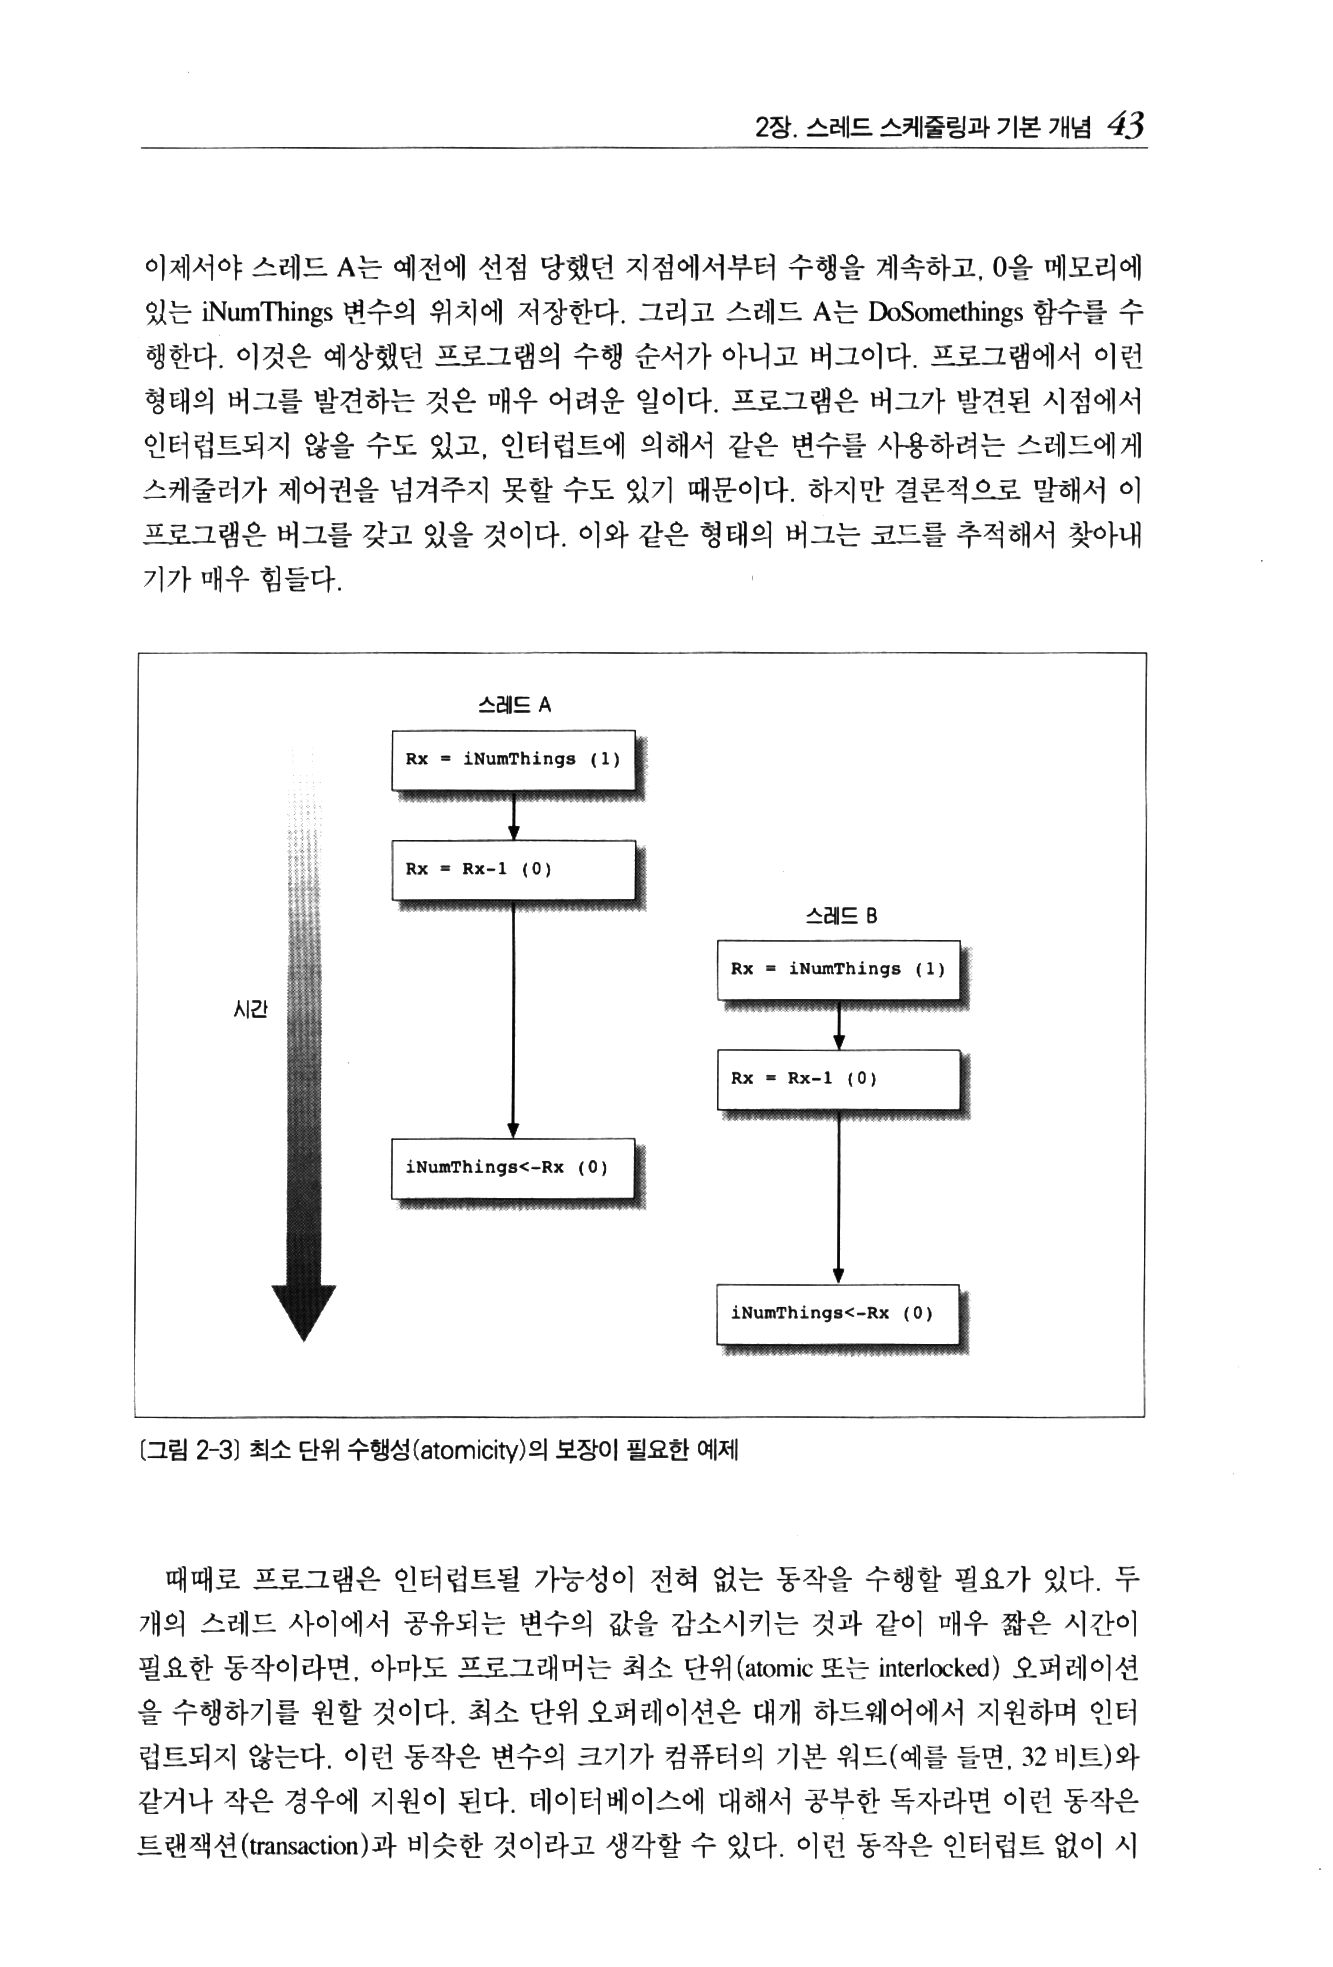 2장. 스레드 스케줄링과 기본 개념 43
이제서야 스레드 A는 예전에 선점 당했던 지점에서부터 수행을 계속하고, 0을 메모리에
있는 iNumThings 변수의 위치에 저장한다. 그리고 스레드 A는 DoSomethings 함수를 수
행한다. 이것은 예상했던 프로그램의 수행 순서가 아니고 버그이다. 프로그램에서 이런
형태의 버그를 발견하는 것은 매우 어려운 일이다. 프로그램은 버그가 발견된 시점에서
인터럽트되지 않을 수도 있고, 인터럽트에 의해서 같은 변수를 사용하려는 스레드에게
스케줄러가 제어권을 넘겨주지 못할 수도 있기 때문이다. 하지만 결론적으로 말해서 이
프로그램은 버그를 갖고 있을 것이다. 이와 같은 형태의 버그는 코드를 추적해서 찾아내
기가 매우 힘들다.
스레드 A
Rx = iNumThings (1)
Rx = Rx-1 (0)
스레드 B
Rx = iNumThings (1)
시간
Rx = Rx-1 (0)
iNumThings<-Rx (0)
iNumThings<-Rx (0)
[그림 2-3] 최소 단위 수행성(atomicity)의 보장이 필요한 예제
때때로 프로그램은 인터럽트될 가능성이 전혀 없는 동작을 수행할 필요가 있다. 두
개의 스레드 사이에서 공유되는 변수의 값을 감소시키는 것과 같이 매우 짧은 시간이
필요한 동작이라면, 아마도 프로그래머는 최소 단위(atomic 또는 interlocked) 오퍼레이션
을 수행하기를 원할 것이다. 최소 단위 오퍼레이션은 대개 하드웨어에서 지원하며 인터
럽트되지 않는다. 이런 동작은 변수의 크기가 컴퓨터의 기본 워드(예를 들면, 32 비트)와
같거나 작은 경우에 지원이 된다. 데이터베이스에 대해서 공부한 독자라면 이런 동작은
트랜잭션(transaction)과 비슷한 것이라고 생각할 수 있다. 이런 동작은 인터럽트 없이 시